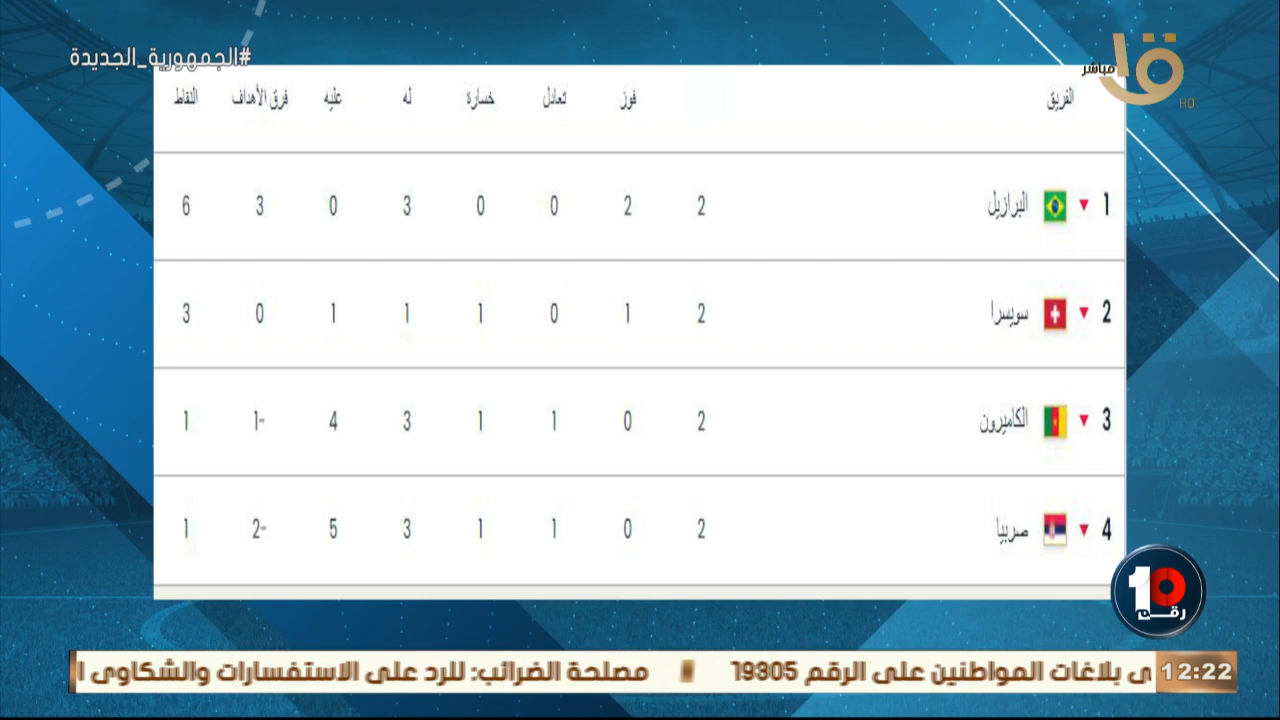 #الجمهورية_الجديدة
ق1
مباشر
HD
الفريق فوز تعادل خسارة له عليه فرق الأهداف النقاط
1 البرازيل 2 2 0 0 3 0 3 6
2 سويسرا 2 1 0 1 1 1 0 3
3 الكاميرون 2 0 1 1 3 4 -1 1
4 صربيا 2 0 1 1 3 5 -2 1
رقم 10
12:22 ى بلاغات المواطنين على الرقم 19805 مصلحة الضرائب: للرد على الاستفسارات والشكاوى ا